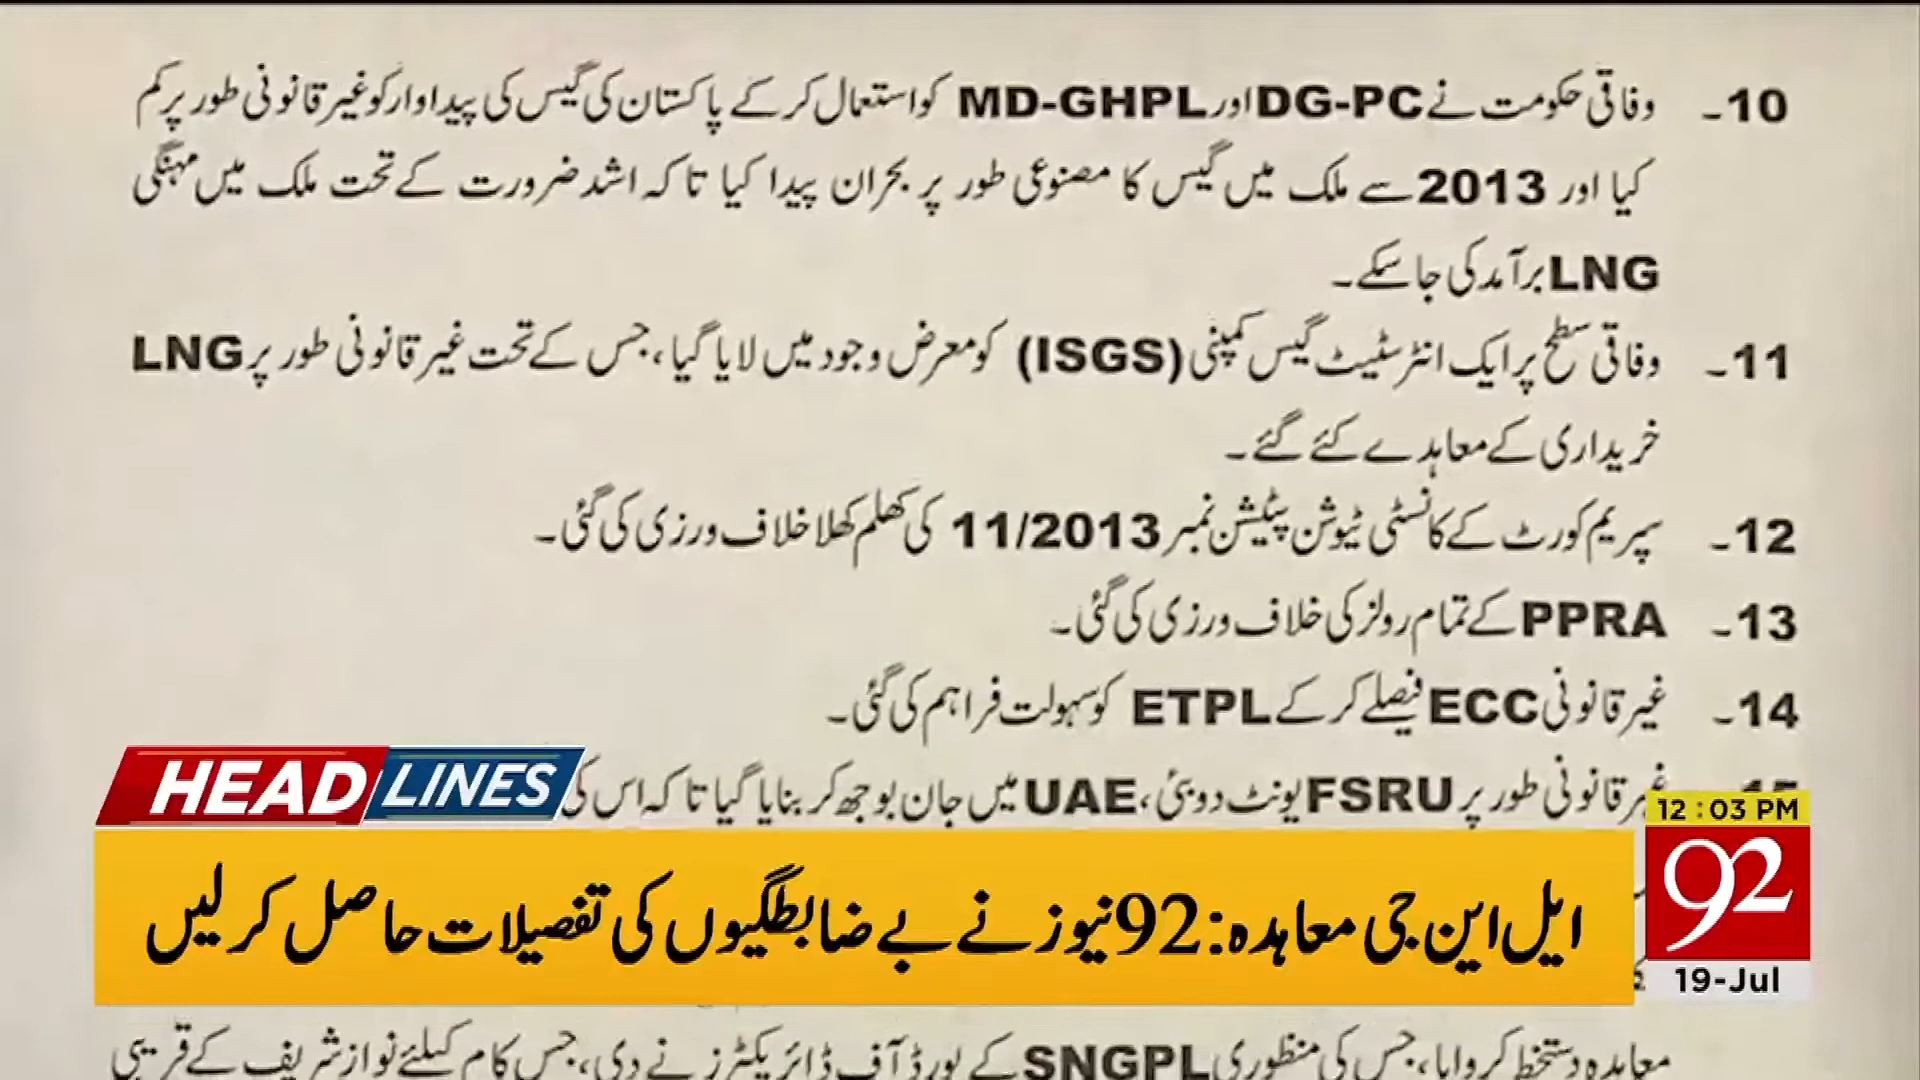 10۔ وفاقی حکومت نے DG-PC اور MD-GHPL کو استعمال کر کے پاکستان کی گیس کی پیداوار کو غیر قانونی طور پر کم
کیا اور 2013 سے ملک میں گیس کا مصنوعی طور پر بحران پیدا کیا تاکہ اشد ضرورت کے تحت ملک میں مہنگی
LNG برآمد کی جا سکے۔
11۔ وفاقی سطح پر ایک انٹرسٹیٹ گیس کمپنی (ISGS) کو معرض وجود میں لایا گیا، جس کے تحت غیر قانونی طور پر LNG
خریداری کے معاہدے کئے گئے۔
12۔ سپریم کورٹ کے کانسٹی ٹیوشن پٹیشن نمبر 11/2013 کی کھلم کھلا خلاف ورزی کی گئی۔
13۔ PPRA کے تمام رولز کی خلاف ورزی کی گئی۔
14۔ غیر قانونی ECC فیصلے کر کے ETPL کو سہولت فراہم کی گئی۔
غیر قانونی طور پر FSRU یونٹ دوبئی، UAE میں جان بوجھ کر بنایا گیا تاکہ اس کی
HEADLINES
12:03 PM
ایل این جی معاہدہ: 92 نیوز نے بے ضابطگیوں کی تفصیلات حاصل کر لیں
92
19-Jul
معاہدہ دستخط کروایا، جس کی منظوری SNGPL کے بورڈ آف ڈائریکٹرز نے دی، جس کام کیلئے نواز شریف کے قریبی